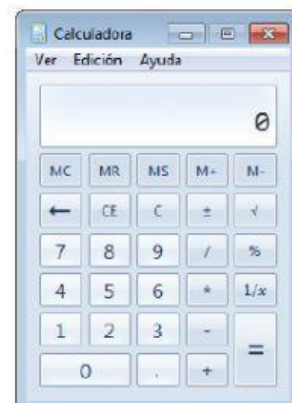 Calculadora
Ver Edición Ayuda
0
MC MR MS M+ M-
← CE C ± √
7 8 9 / %
4 5 6 * 1/x
1 2 3 - =
0 . +